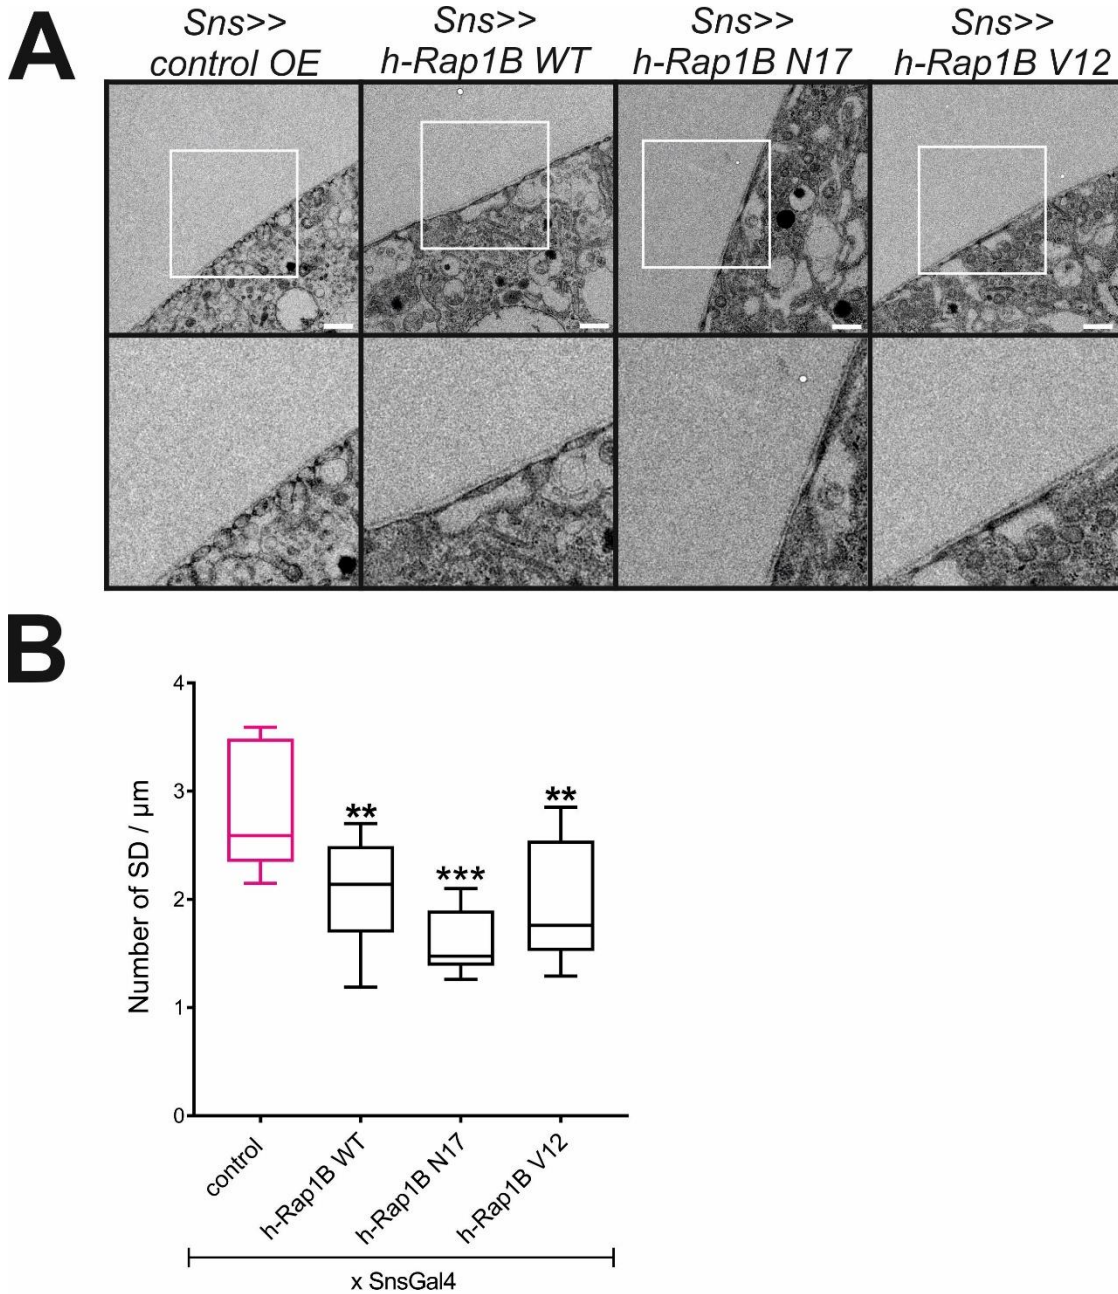 A
Sns>> Sns>> Sns>> Sns>>
control OE h-Rap1B WT h-Rap1B N17 h-Rap1B V12
B
4
3
2
1
0
Number of SD / µm
**
***
**
control
h-Rap1B WT
h-Rap1B N17
h-Rap1B V12
x SnsGal4